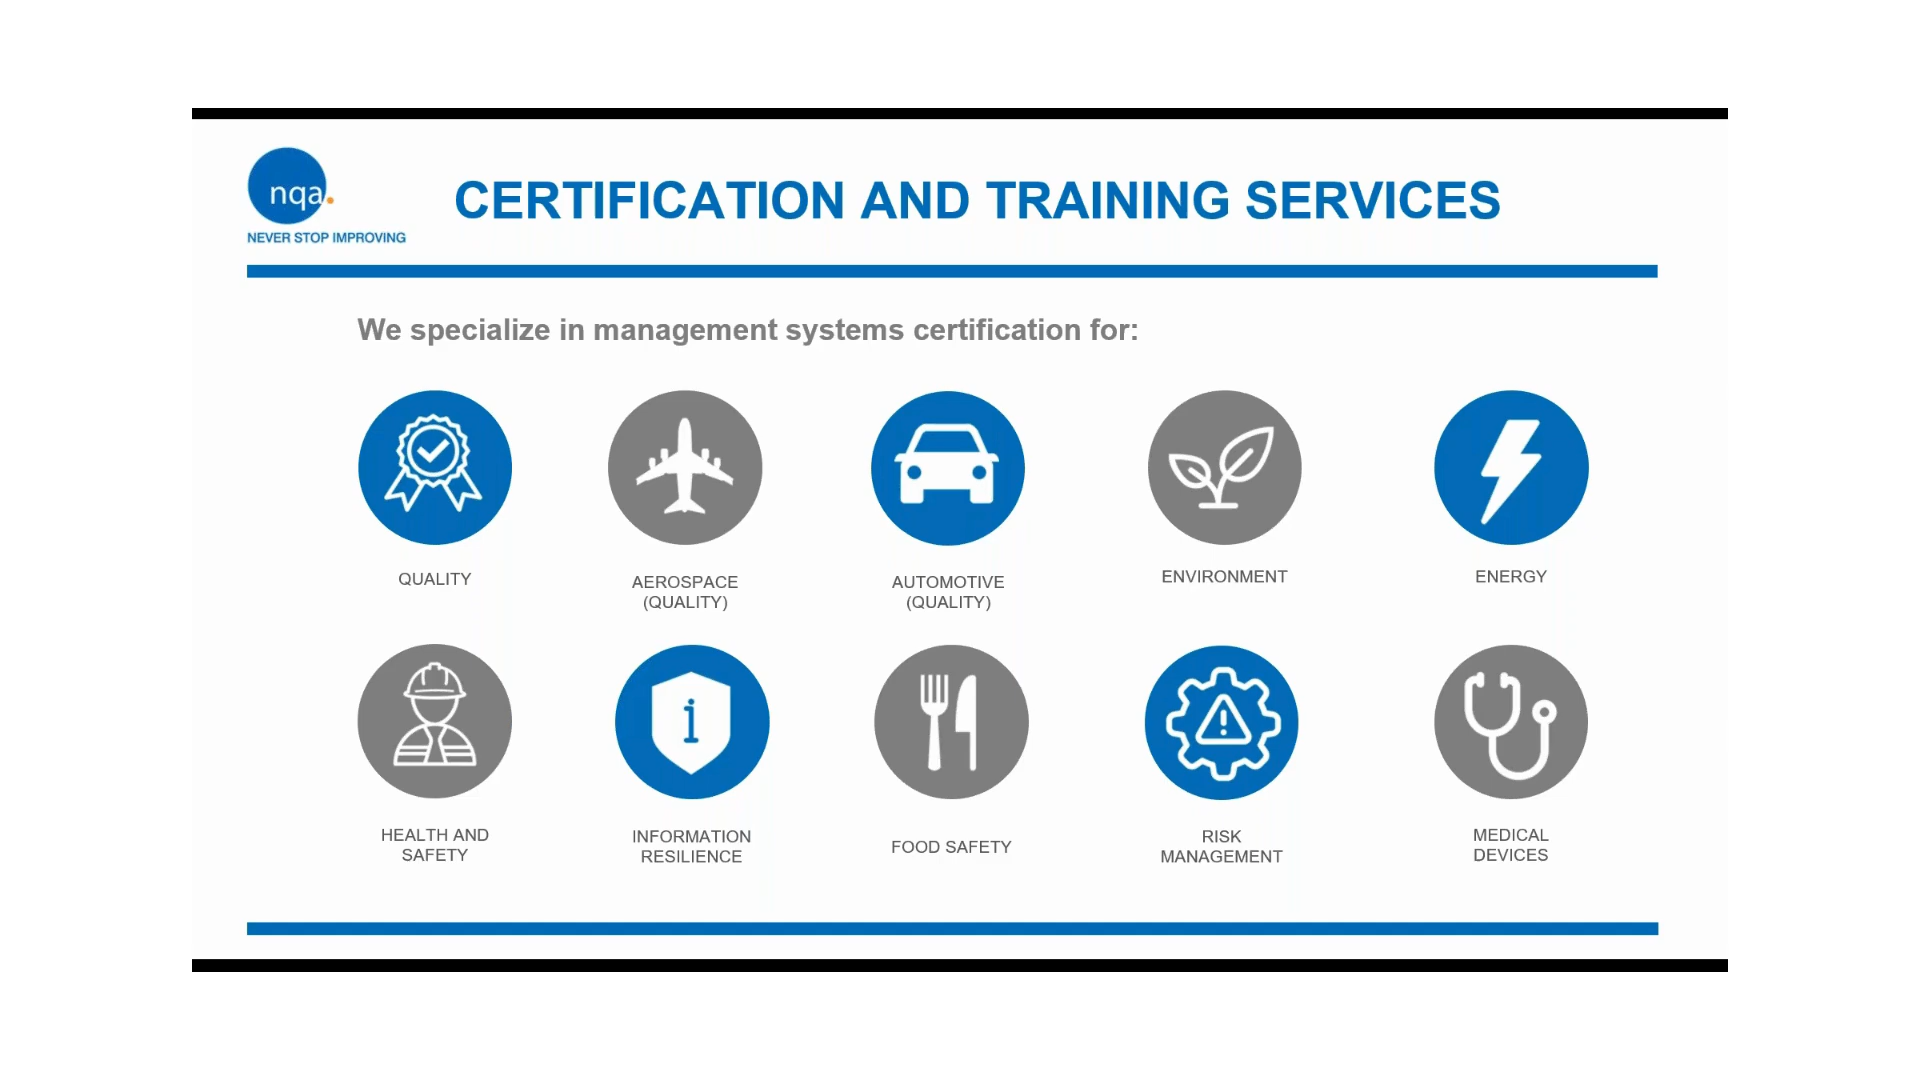 nqa.
NEVER STOP IMPROVING
CERTIFICATION AND TRAINING SERVICES
We specialize in management systems certification for:
QUALITY
AEROSPACE
(QUALITY)
AUTOMOTIVE
(QUALITY)
ENVIRONMENT
ENERGY
HEALTH AND
SAFETY
i
INFORMATION
RESILIENCE
FOOD SAFETY
!
RISK
MANAGEMENT
MEDICAL
DEVICES